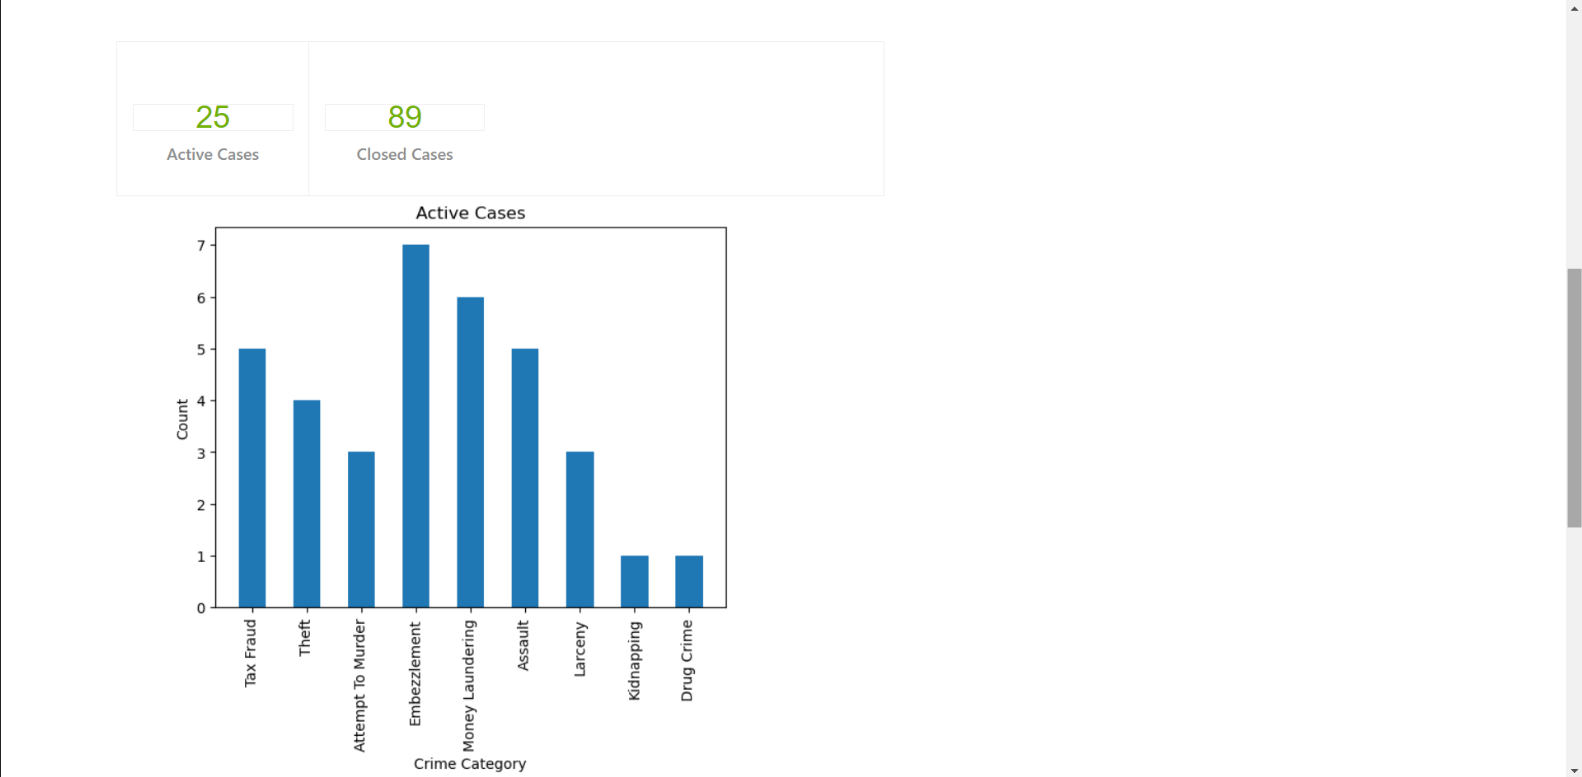 25
89
Active Cases
Closed Cases
Active Cases
7
6
5
4
3
2
1
0
Count
Tax Fraud
Theft
Attempt To Murder
Embezzlement
Money Laundering
Assault
Larceny
Kidnapping
Drug Crime
Crime Category